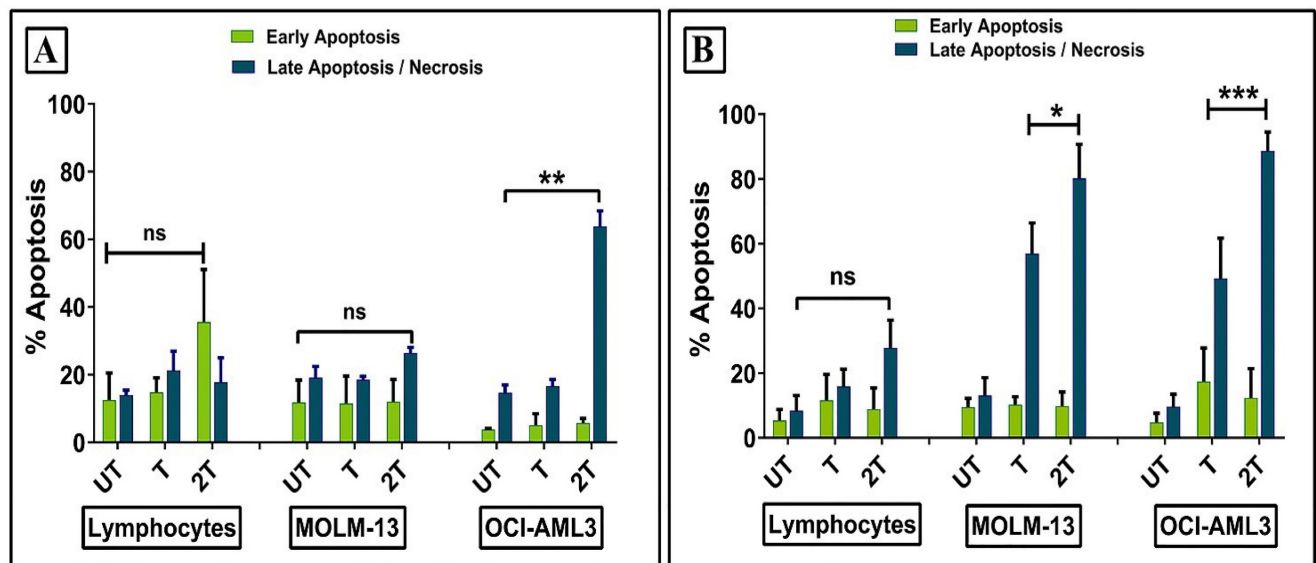 A
Early Apoptosis
Late Apoptosis / Necrosis
% Apoptosis
100
80
60
40
20
0
ns
ns
**
UT T 2T UT T 2T UT T 2T
Lymphocytes MOLM-13 OCI-AML3
B
Early Apoptosis
Late Apoptosis / Necrosis
% Apoptosis
100
80
60
40
20
0
ns
*
***
UT T 2T UT T 2T UT T 2T
Lymphocytes MOLM-13 OCI-AML3